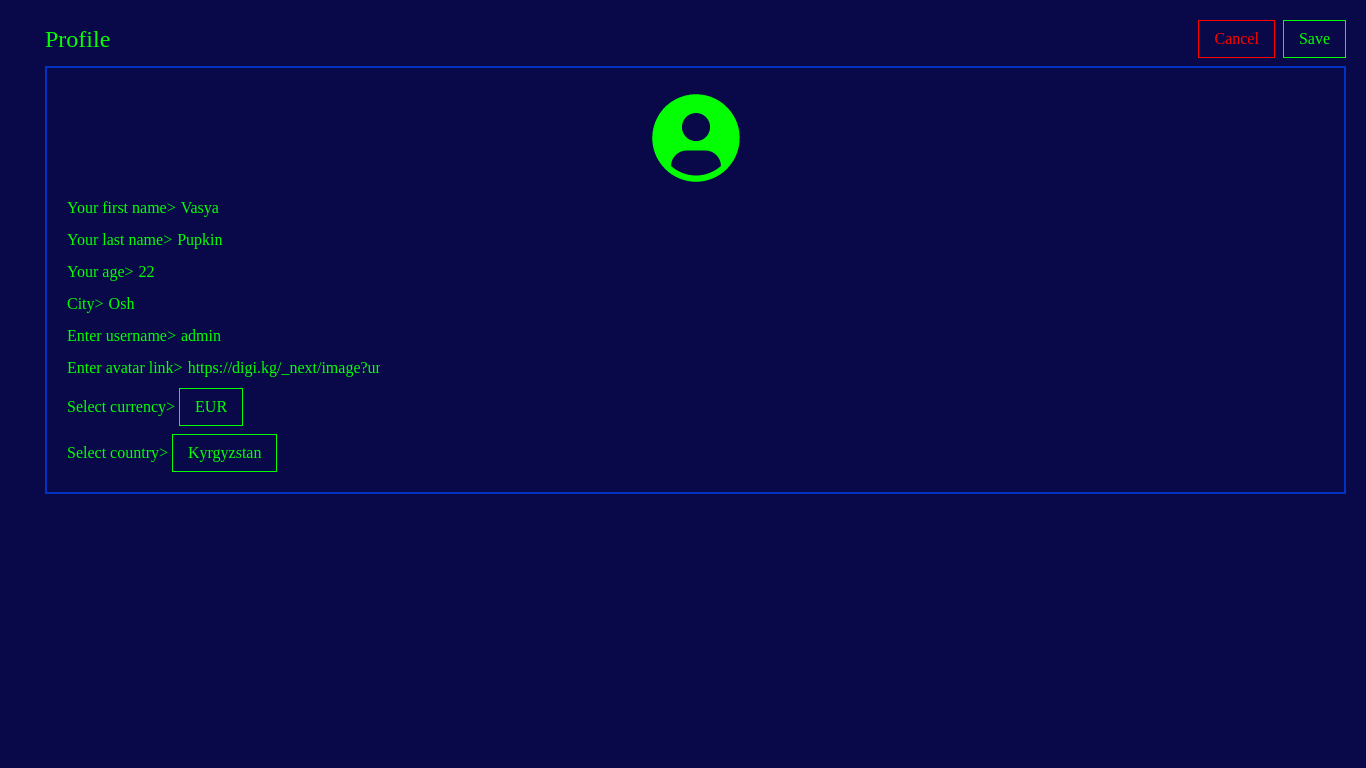 Profile
Cancel
Save
Your first name> Vasya
Your last name> Pupkin
Your age> 22
City> Osh
Enter username> admin
Enter avatar link> https://digi.kg/_next/image?ur
Select currency> EUR
Select country> Kyrgyzstan